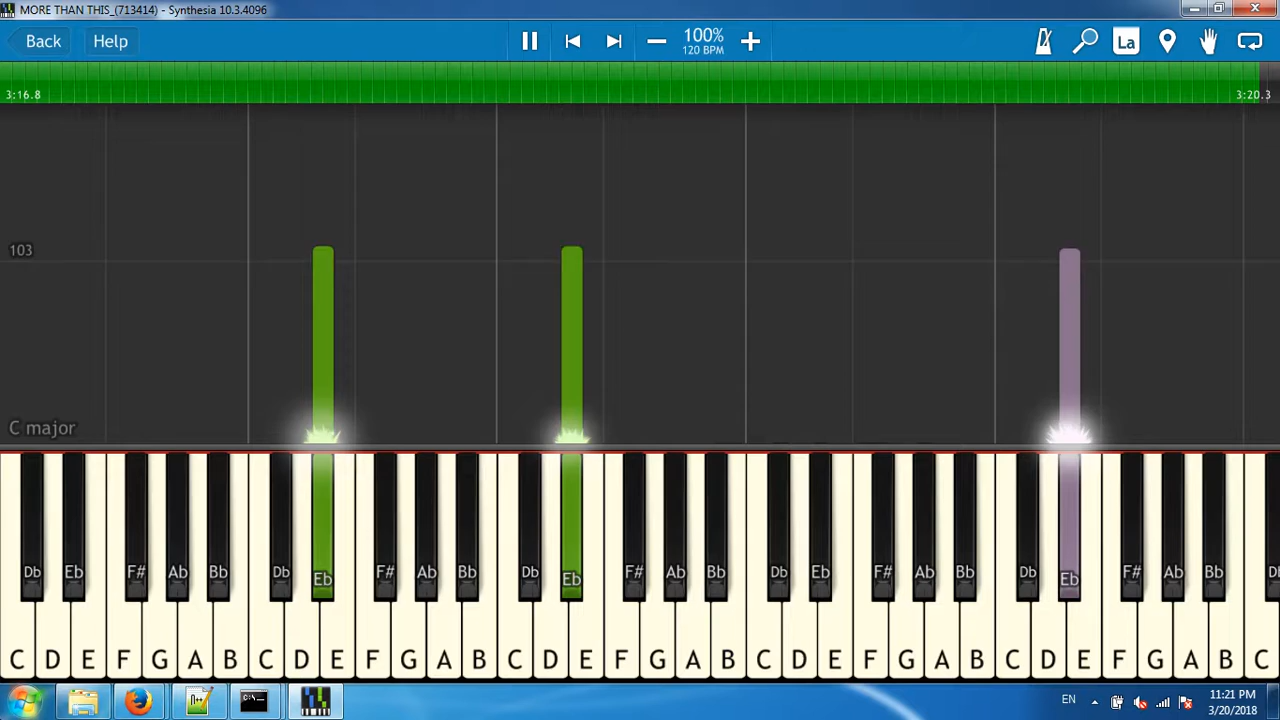 MORE THAN THIS_(713414) - Synthesia 10.3.4096
Back Help 100% La
120 BPM
3:16.8 3:20.3
103
C major
Db Eb F# Ab Bb Db Eb F# Ab Bb Db Eb F# Ab Bb Db Eb F# Ab Bb Db Eb F# Ab Bb Db
C D E F G A B C D E F G A B C D E F G A B C D E F G A B C D E F G A B C
EN 11:21 PM
3/20/2018